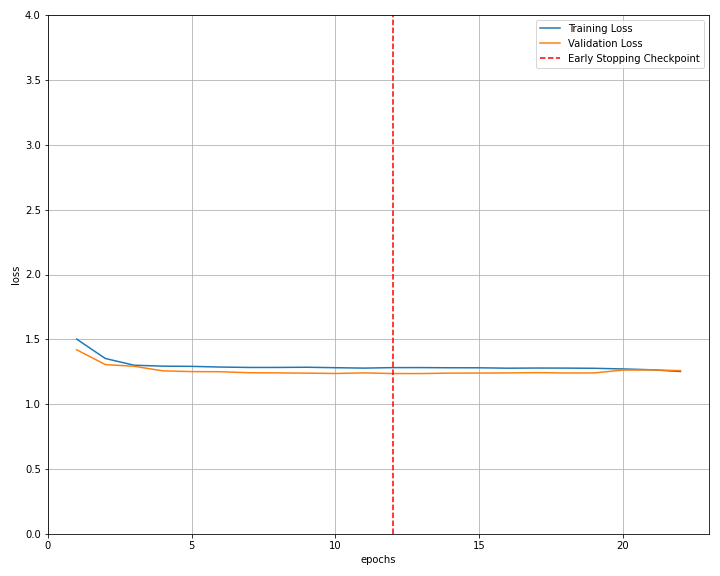 4.0
3.5
3.0
2.5
2.0
1.5
1.0
0.5
0.0
loss
0 5 10 15 20
epochs
Training Loss
Validation Loss
Early Stopping Checkpoint